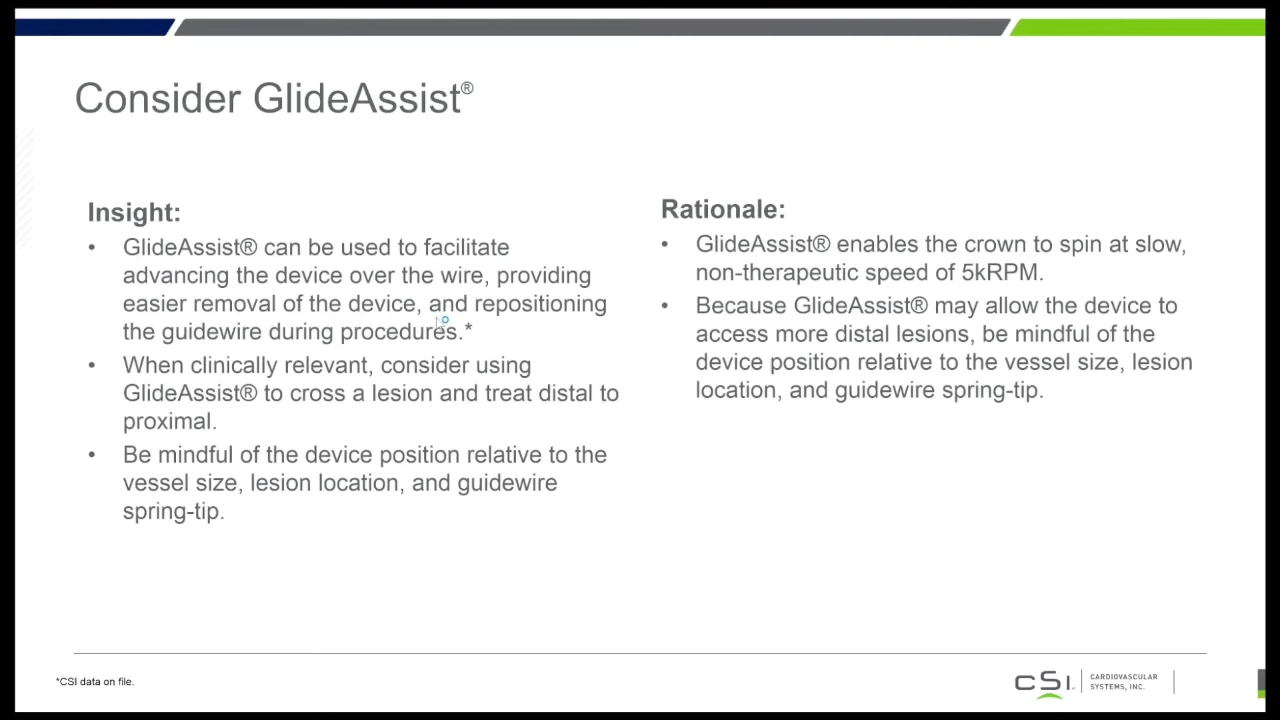 Consider GlideAssist®
Insight:
• GlideAssist® can be used to facilitate
advancing the device over the wire, providing
easier removal of the device, and repositioning
the guidewire during procedures.*
• When clinically relevant, consider using
GlideAssist® to cross a lesion and treat distal to
proximal.
• Be mindful of the device position relative to the
vessel size, lesion location, and guidewire
spring-tip.
Rationale:
• GlideAssist® enables the crown to spin at slow,
non-therapeutic speed of 5kRPM.
• Because GlideAssist® may allow the device to
access more distal lesions, be mindful of the
device position relative to the vessel size, lesion
location, and guidewire spring-tip.
*CSI data on file.
CSI
CARDIOVASCULAR
SYSTEMS, INC.